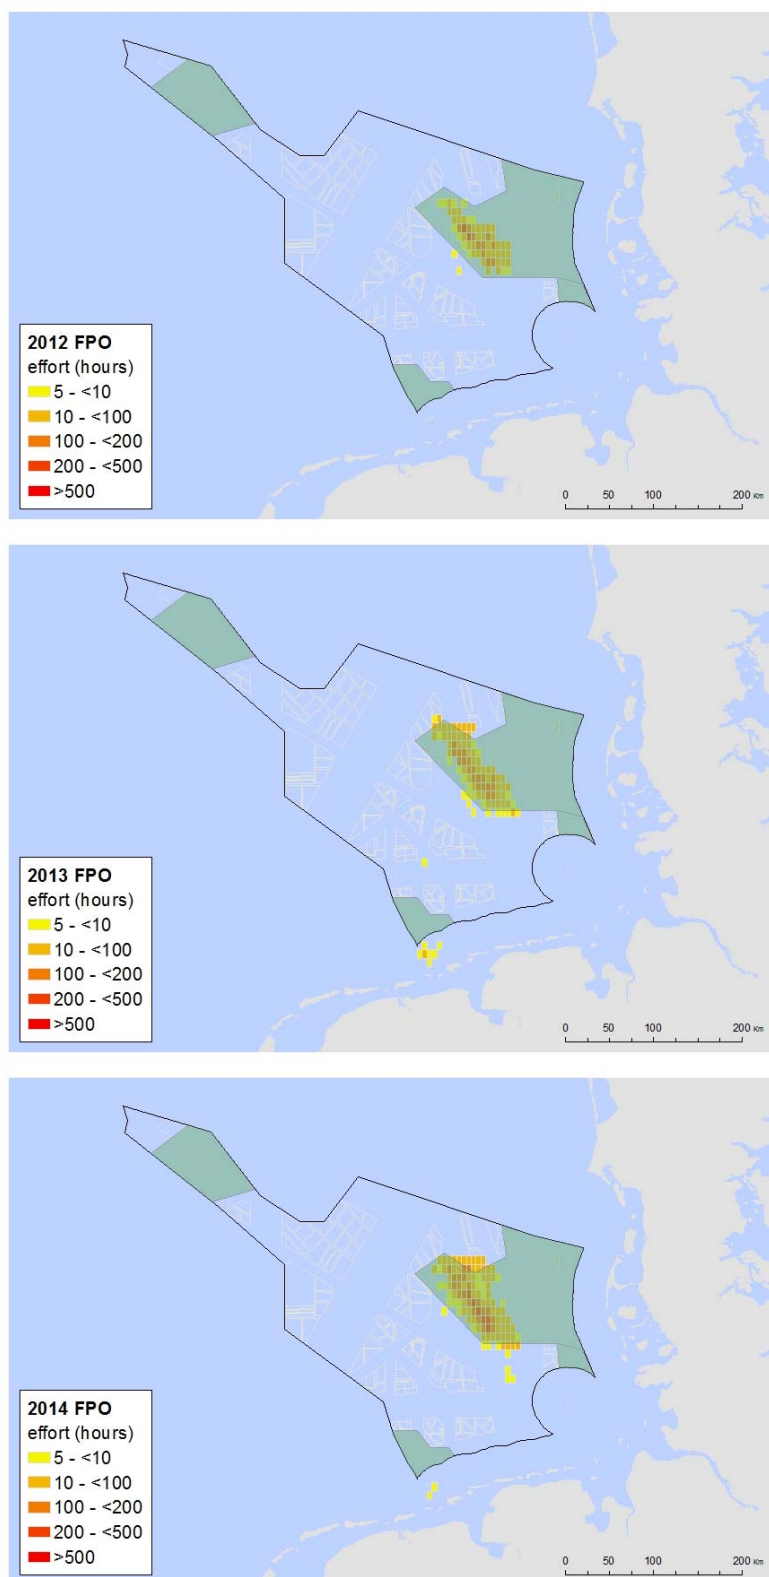 2012 FPO
effort (hours)
5 - <10
10 - <100
100 - <200
200 - <500
>500
0 50 100 200 Km
2013 FPO
effort (hours)
5 - <10
10 - <100
100 - <200
200 - <500
>500
0 50 100 200 Km
2014 FPO
effort (hours)
5 - <10
10 - <100
100 - <200
200 - <500
>500
0 50 100 200 Km